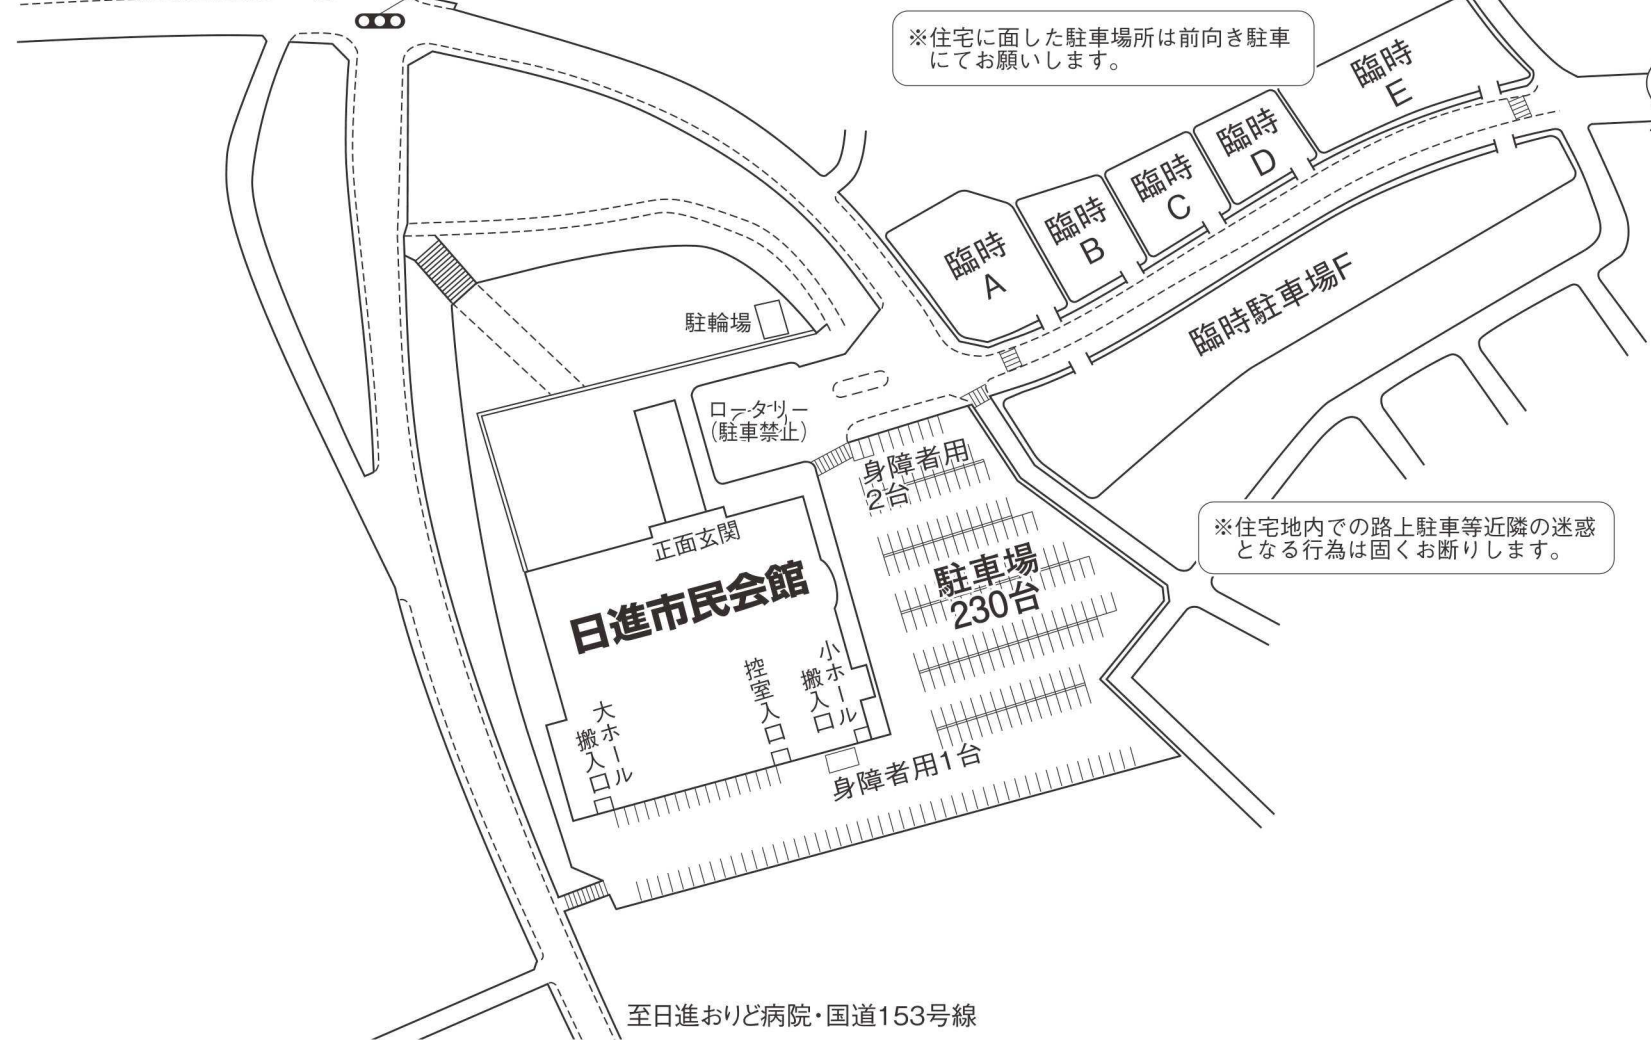 ※住宅に面した駐車場所は前向き駐車
にてお願いします。
臨時
E
臨時
D
臨時
C
臨時
B
臨時
A
臨時駐車場F
駐輪場
ロータリー
(駐車禁止)
身障者用
2台
正面玄関
日進市民会館
駐車場
230台
※住宅地内での路上駐車等近隣の迷惑
となる行為は固くお断りします。
小ホール
搬入口
控室入口
大ホール
搬入口
身障者用1台
至日進おりど病院・国道153号線